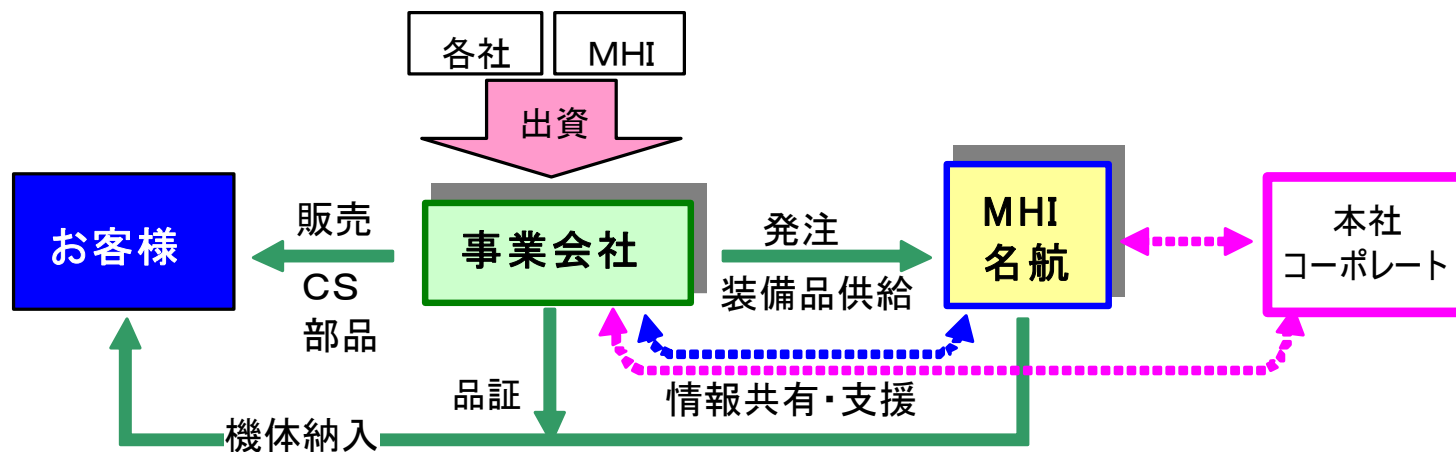 各社
MHI
出資
お客様
販売
CS
部品
事業会社
発注
装備品供給
MHI
名航
本社
コーポレート
品証
情報共有・支援
機体納入